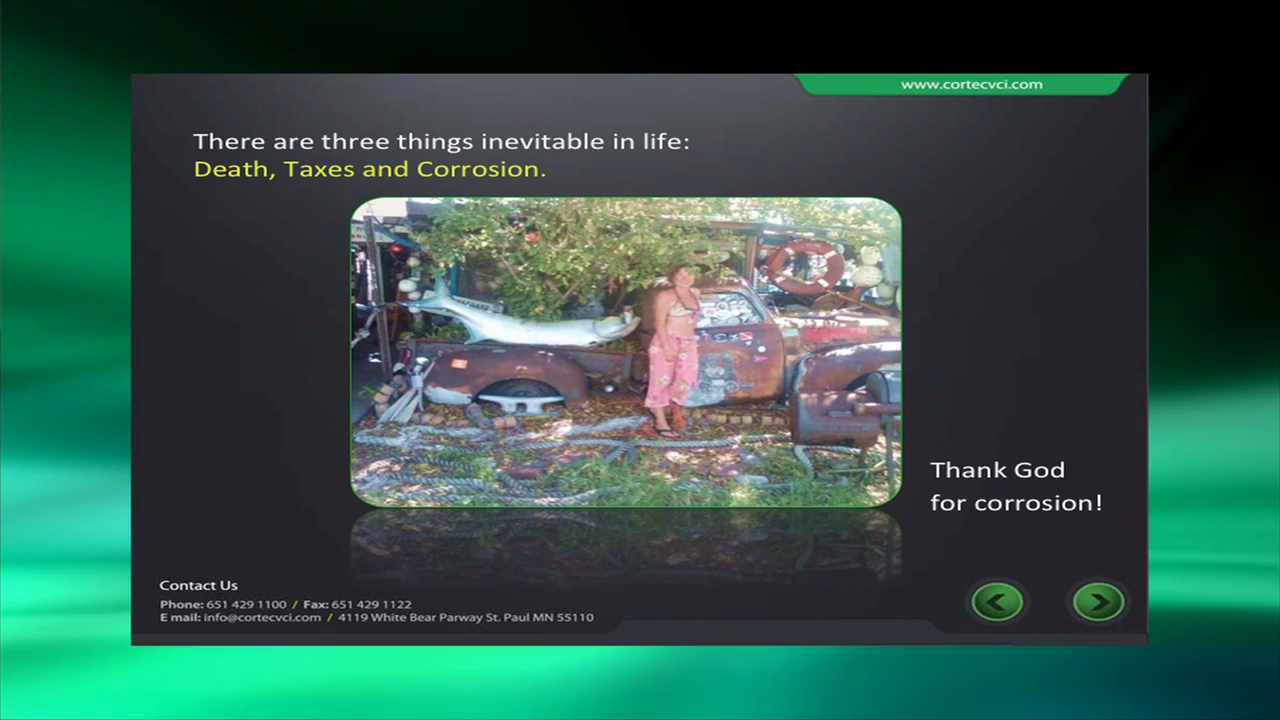 www.cortecvci.com
There are three things inevitable in life:
Death, Taxes and Corrosion.
Thank God
for corrosion!
Contact Us
Phone: 651 429 1100 / Fax: 651 429 1122
E mail: info@cortecvci.com / 4119 White Bear Parway St. Paul MN 55110